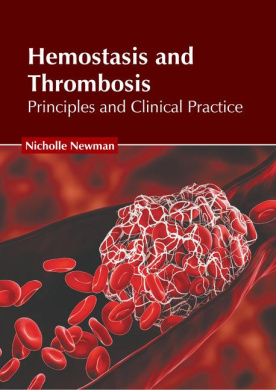 Hemostasis and
Thrombosis
Principles and Clinical Practice
Nicholle Newman